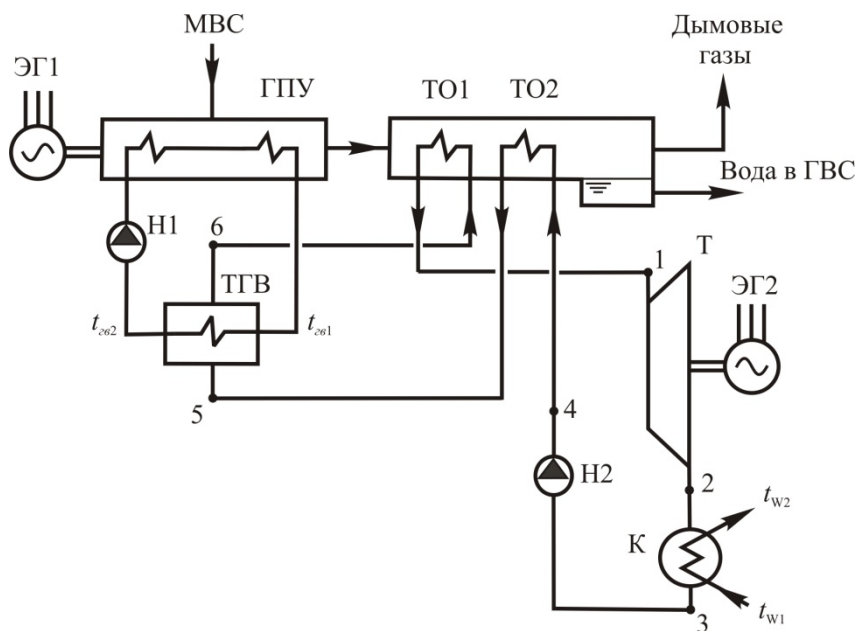 МВС
Дымовые
газы
ЭГ1
ГПУ
ТО1
ТО2
Вода в ГВС
Н1
6
1
Т
ТГВ
ЭГ2
tгв2
tгв1
5
4
Н2
2
tW2
К
tW1
3